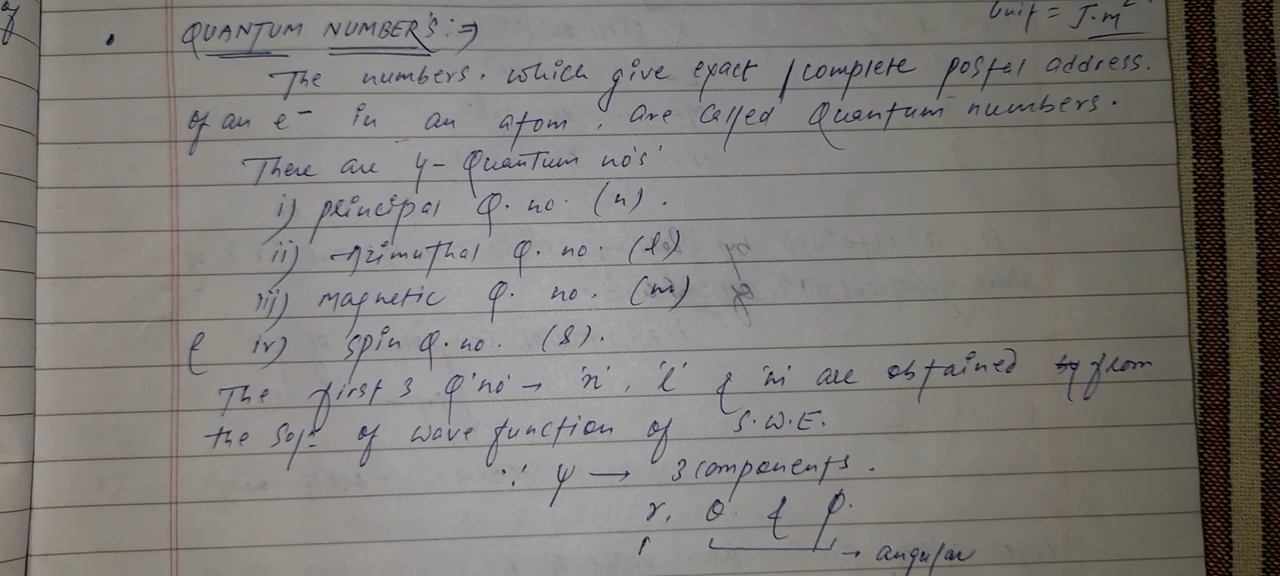 Unit = J·m²
• QUANTUM NUMBER'S :⇒
The numbers. which give exact / complete postal address.
of an e⁻ in an atom, are called Quantum numbers.
There are 4 - Quantum no's'
i) principal Q. no. (n).
ii) Azimuthal Q. no. (l)
iii) magnetic Q. no. (m)
& iv) spin Q. no. (s).
The first 3 Q'no → 'n', 'l' & 'm' are obtained from
the Solⁿ of wave function of S.W.E.
∵ ψ → 3 components.
r, θ & φ.
→ angular